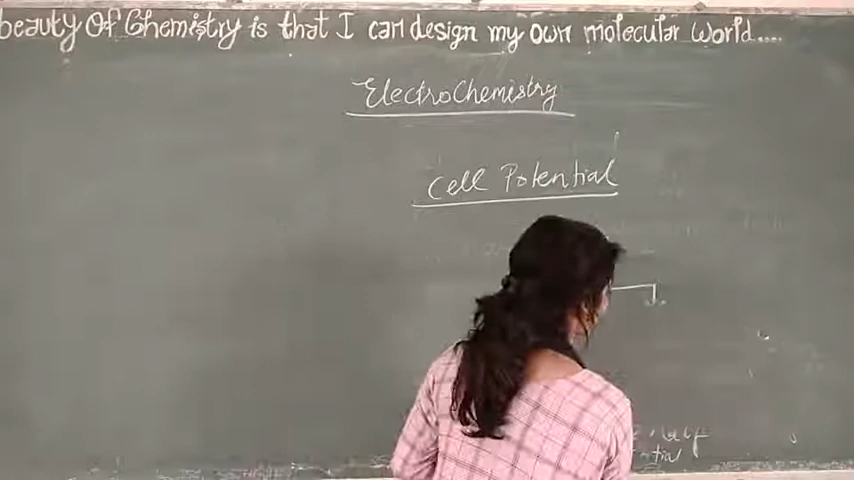 beauty Of Chemistry is that I can design my own molecular world....
ElectroChemistry
Cell Potential